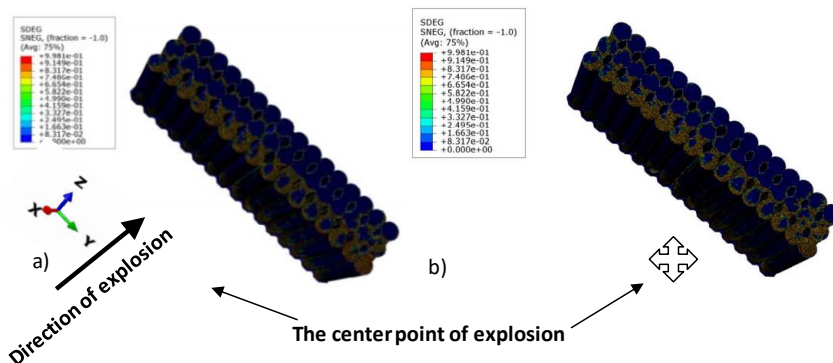 a)
SDEG
SNEG, (fraction = -1.0)
(Avg: 75%)
+9.981e-01
+9.149e-01
+8.317e-01
+7.486e-01
+6.654e-01
+5.822e-01
+4.990e-01
+4.159e-01
+3.327e-01
+2.495e-01
+1.663e-01
+8.317e-02
.000e+00
Z
X
Y
a)
Direction of explosion
b)
SDEG
SNEG, (fraction = -1.0)
(Avg: 75%)
+9.981e-01
+9.149e-01
+8.317e-01
+7.486e-01
+6.654e-01
+5.822e-01
+4.990e-01
+4.159e-01
+3.327e-01
+2.495e-01
+1.663e-01
+8.317e-02
+0.000e+00
b)
The center point of explosion